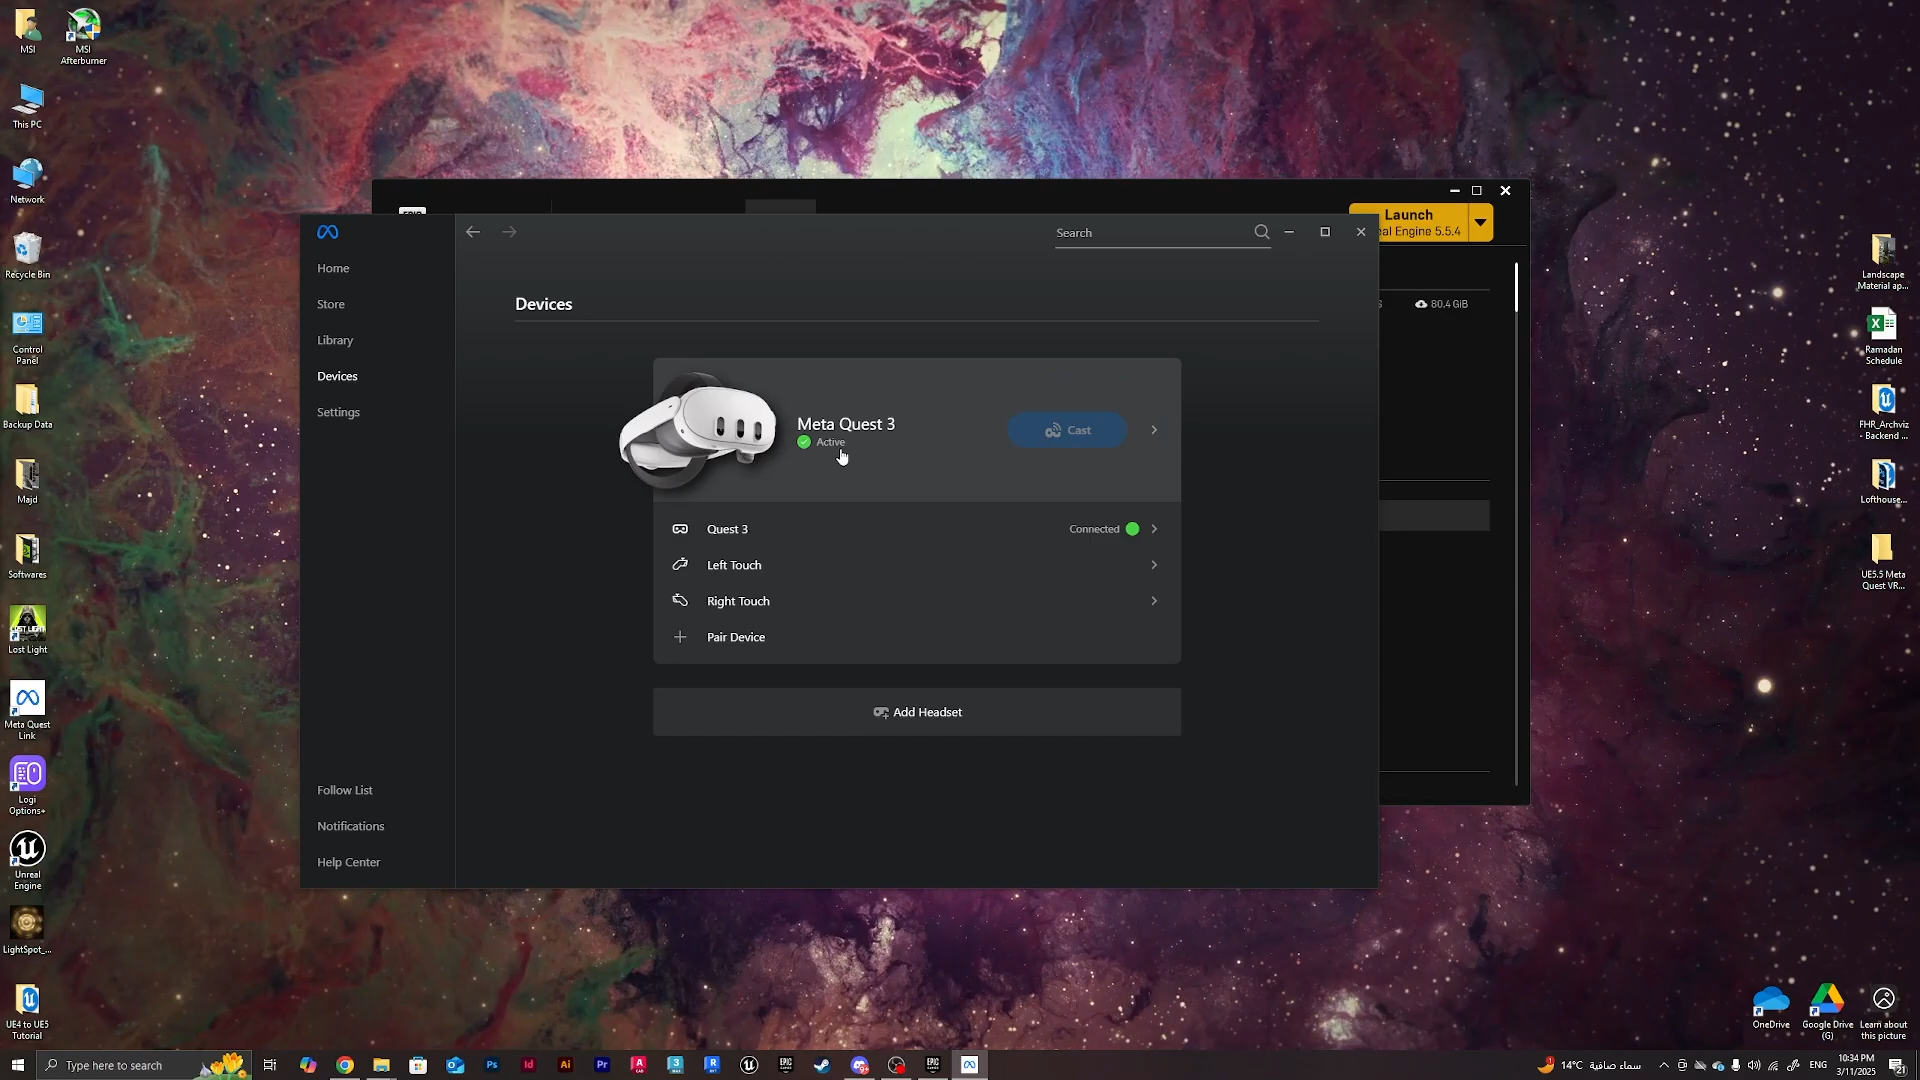 MSI
MSI
Afterburner
This PC
Network
Recycle Bin
Control
Panel
Backup Data
Majd
Softwares
LOST LIGHT
Lost Light
Meta Quest
Link
Logi
Options+
Unreal
Engine
LightSpot_...
UE4 to UE5
Tutorial
Launch
eal Engine 5.5.4
80.4 GiB
Search
Home
Store
Library
Devices
Settings
Follow List
Notifications
Help Center
Devices
Meta Quest 3
Active
Cast
Quest 3
Connected
Left Touch
Right Touch
Pair Device
Add Headset
Landscape
Material ap...
Ramadan
Schedule
FHR_Archviz
- Backend ...
Lofthouse...
UE5.5 Meta
Quest VR...
OneDrive
Google Drive
(G)
Learn about
this picture
Type here to search
14°C سماء صافية
ENG
10:34 PM
3/11/2025
21